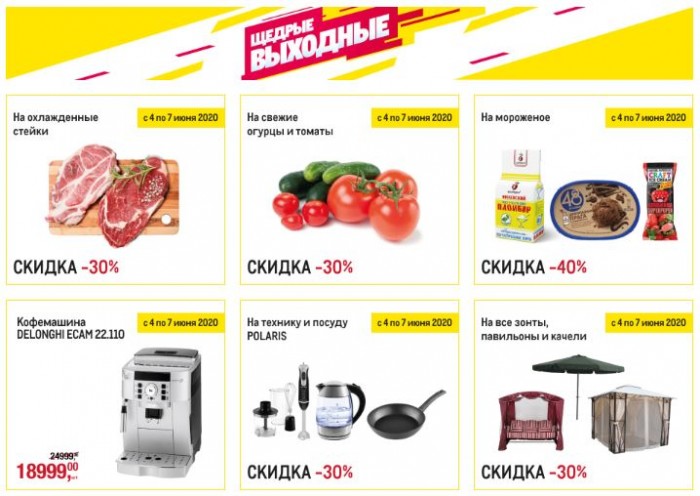 ЩЕДРЫЕ
ВЫХОДНЫЕ
На охлажденные
стейки
с 4 по 7 июня 2020
СКИДКА -30%
На свежие
огурцы и томаты
с 4 по 7 июня 2020
СКИДКА -30%
На мороженое
с 4 по 7 июня 2020
ПЛОМБИР
48
СКИДКА -40%
Кофемашина
DELONGHI ECAM 22.110
с 4 по 7 июня 2020
24999,-
18999,00
шт
На технику и посуду
POLARIS
с 4 по 7 июня 2020
СКИДКА -30%
На все зонты,
павильоны и качели
с 4 по 7 июня 2020
СКИДКА -30%